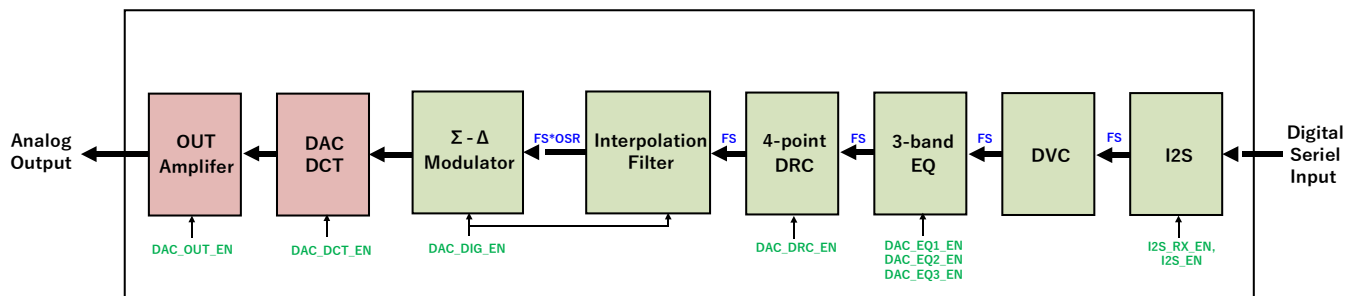 Analog
Output
OUT
Amplifer
DAC
DCT
Σ - Δ
Modulator
FS*OSR
Interpolation
Filter
FS
4-point
DRC
FS
3-band
EQ
FS
DVC
FS
I2S
Digital
Seriel
Input
DAC_OUT_EN
DAC_DCT_EN
DAC_DIG_EN
DAC_DRC_EN
DAC_EQ1_EN
DAC_EQ2_EN
DAC_EQ3_EN
I2S_RX_EN,
I2S_EN